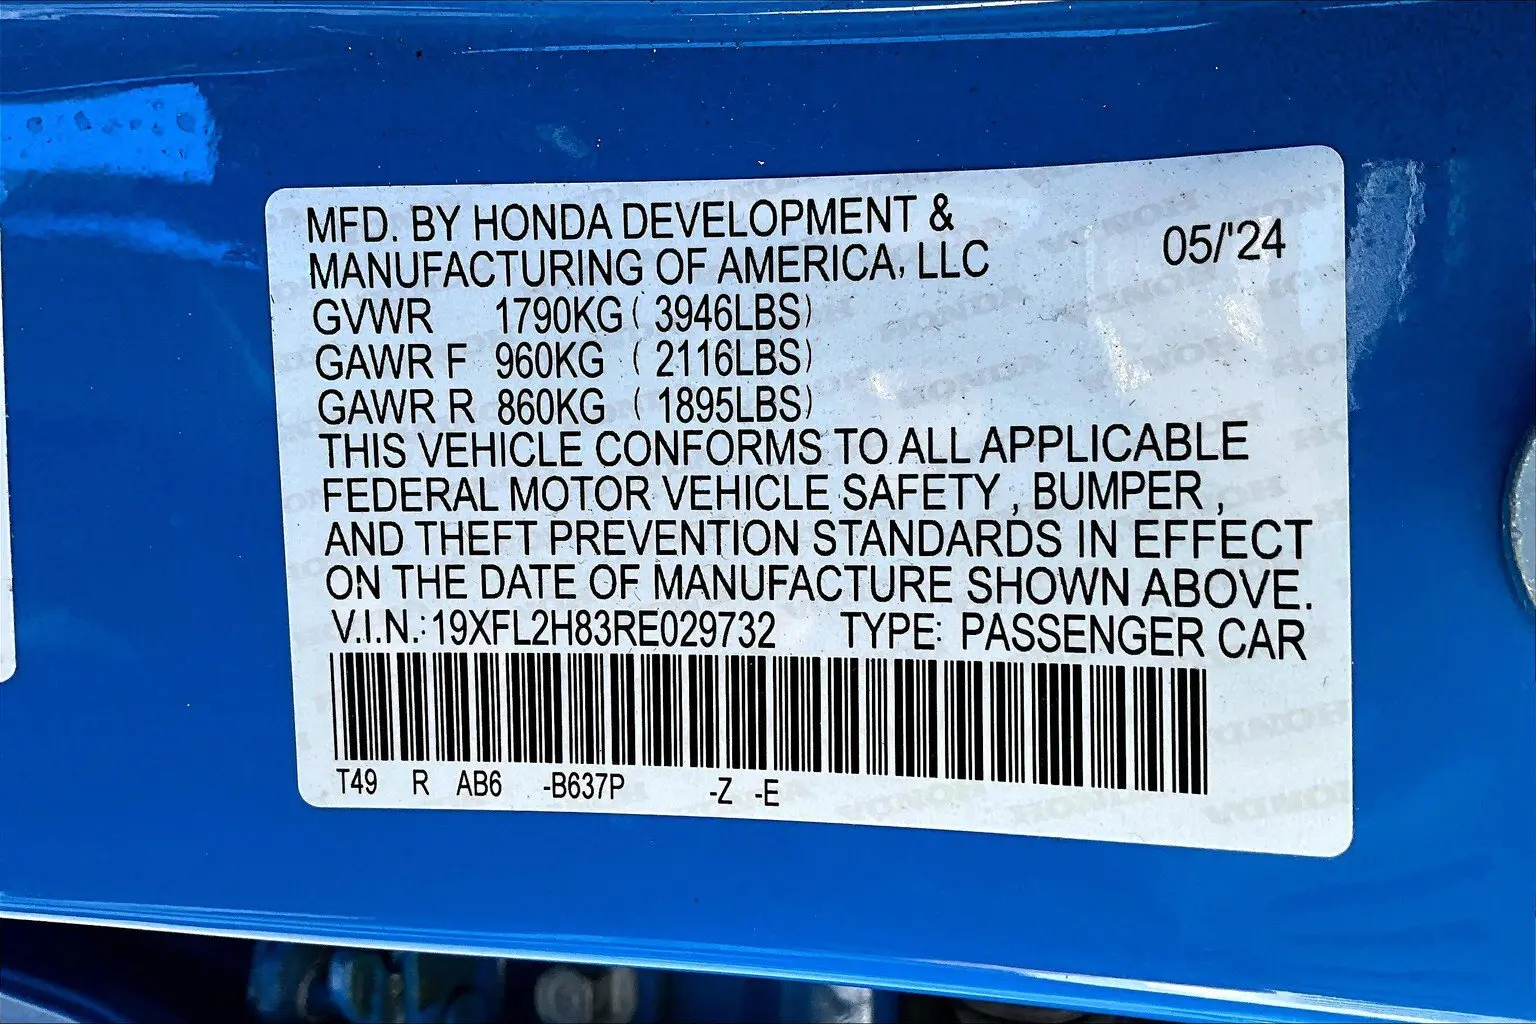 MFD. BY HONDA DEVELOPMENT &
MANUFACTURING OF AMERICA, LLC
05/'24
GVWR 1790KG ( 3946LBS)
GAWR F 960KG ( 2116LBS)
GAWR R 860KG ( 1895LBS)
THIS VEHICLE CONFORMS TO ALL APPLICABLE
FEDERAL MOTOR VEHICLE SAFETY , BUMPER ,
AND THEFT PREVENTION STANDARDS IN EFFECT
ON THE DATE OF MANUFACTURE SHOWN ABOVE.
V.I.N.: 19XFL2H83RE029732 TYPE: PASSENGER CAR
T49 R AB6 -B637P -Z -E